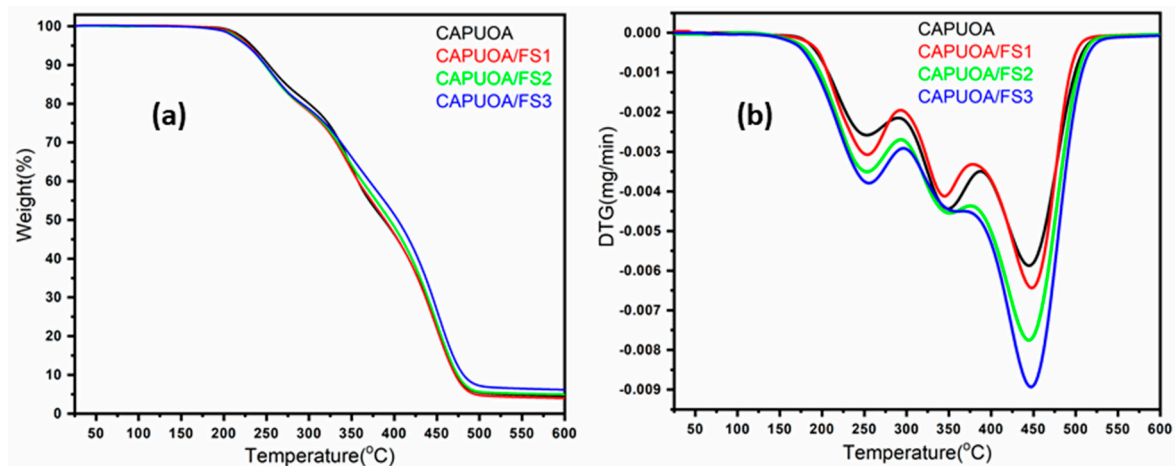 100
90
80
70
60
50
40
30
20
10
0
Weight(%)
50 100 150 200 250 300 350 400 450 500 550 600
Temperature(°C)
(a)
CAPUOA
CAPUOA/FS1
CAPUOA/FS2
CAPUOA/FS3
0.000
-0.001
-0.002
-0.003
-0.004
-0.005
-0.006
-0.007
-0.008
-0.009
DTG(mg/min)
50 100 150 200 250 300 350 400 450 500 550 600
Temperature(°C)
(b)
CAPUOA
CAPUOA/FS1
CAPUOA/FS2
CAPUOA/FS3